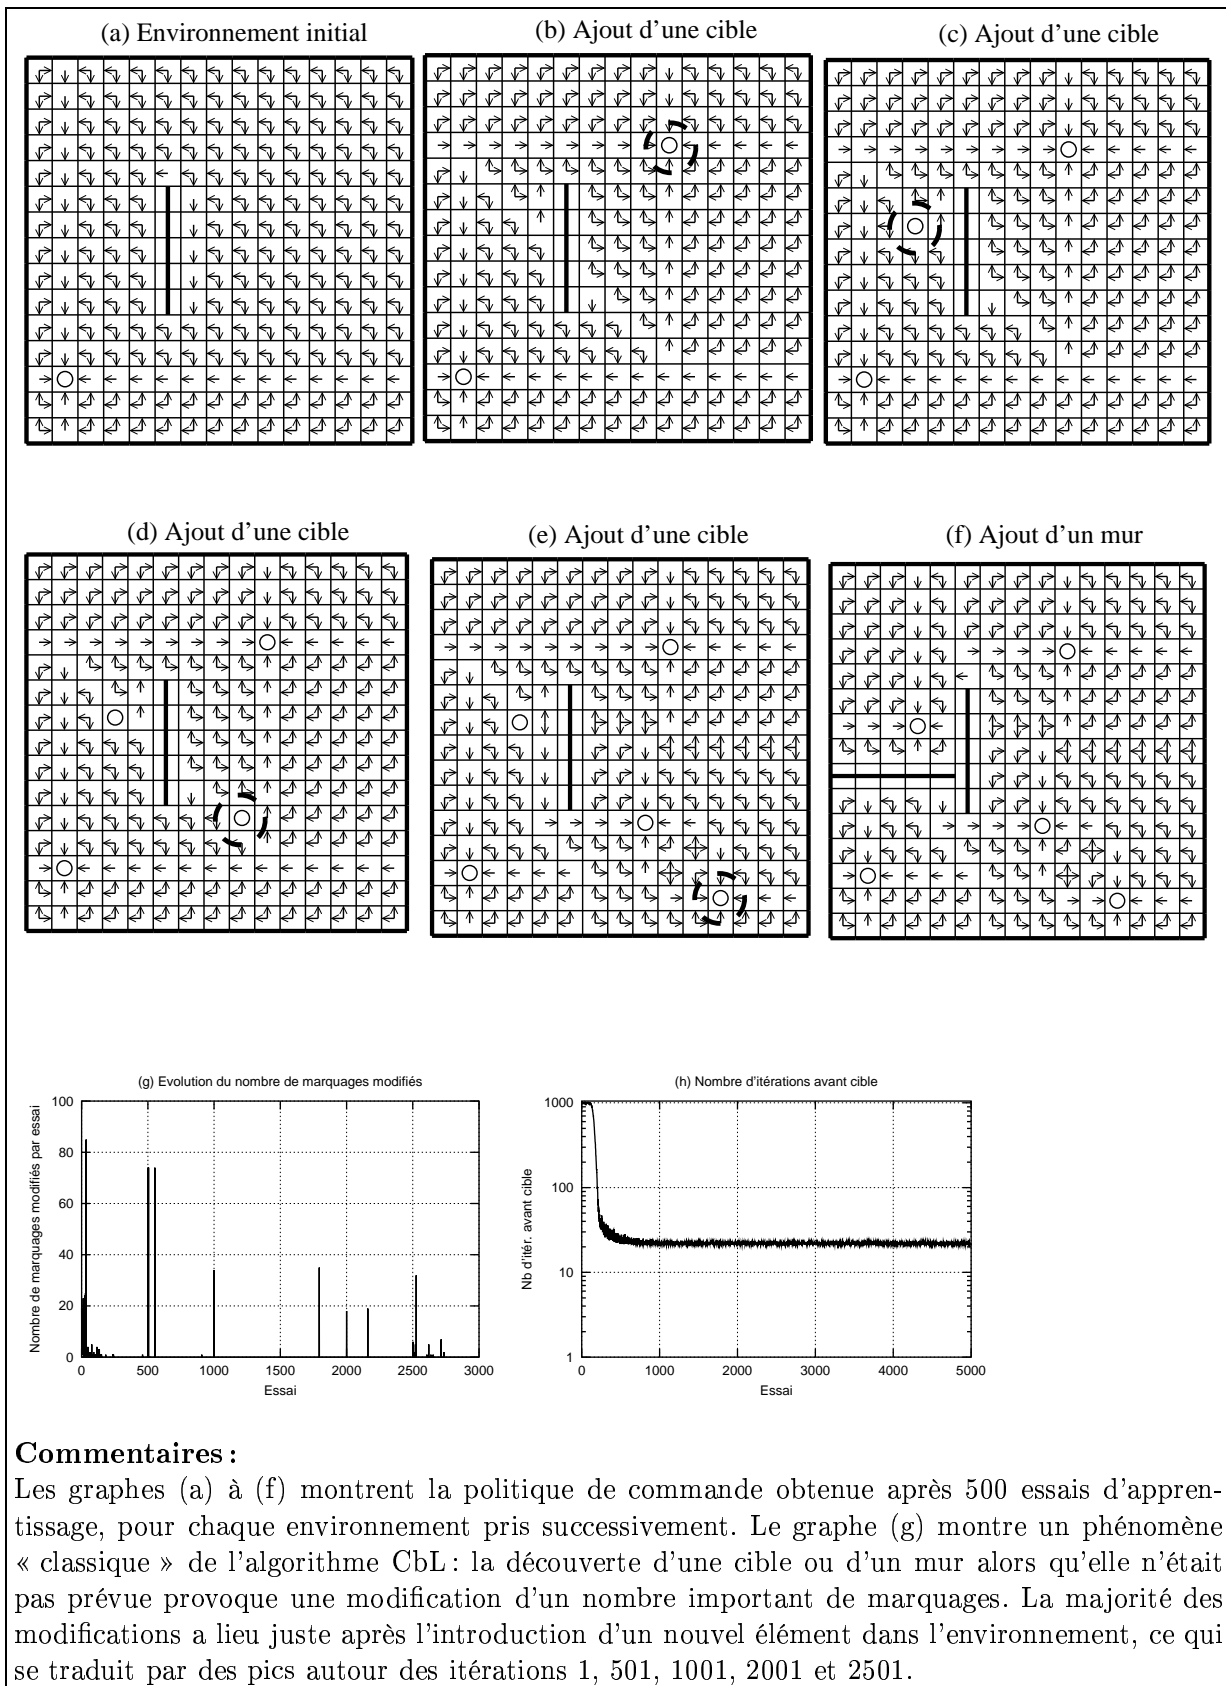 (a) Environnement initial
(b) Ajout d'une cible
(c) Ajout d'une cible
(d) Ajout d'une cible
(e) Ajout d'une cible
(f) Ajout d'un mur
(g) Evolution du nombre de marquages modifiés
Nombre de marquages modifiés par essai
100
80
60
40
20
0
0 500 1000 1500 2000 2500 3000
Essai
(h) Nombre d'itérations avant cible
Nb d'itér. avant cible
1000
100
10
1
0 1000 2000 3000 4000 5000
Essai
Commentaires :
Les graphes (a) à (f) montrent la politique de commande obtenue après 500 essais d'appren-
tissage, pour chaque environnement pris successivement. Le graphe (g) montre un phénomène
« classique » de l'algorithme CbL : la découverte d'une cible ou d'un mur alors qu'elle n'était
pas prévue provoque une modification d'un nombre important de marquages. La majorité des
modifications a lieu juste après l'introduction d'un nouvel élément dans l'environnement, ce qui
se traduit par des pics autour des itérations 1, 501, 1001, 2001 et 2501.